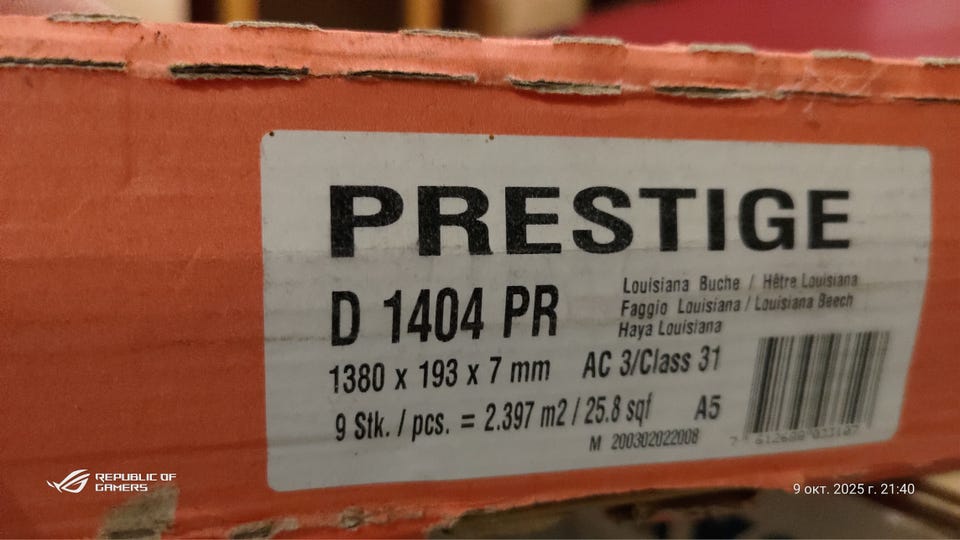 PRESTIGE
D 1404 PR
Louisiana Buche / Hêtre Louisiana
Faggio Louisiana / Louisiana Beech
Haya Louisiana
1380 x 193 x 7 mm AC 3/Class 31
9 Stk. / pcs. = 2.397 m2 / 25.8 sqf A5
M 200302022008
REPUBLIC OF
GAMERS
9 окт. 2025 г. 21:40